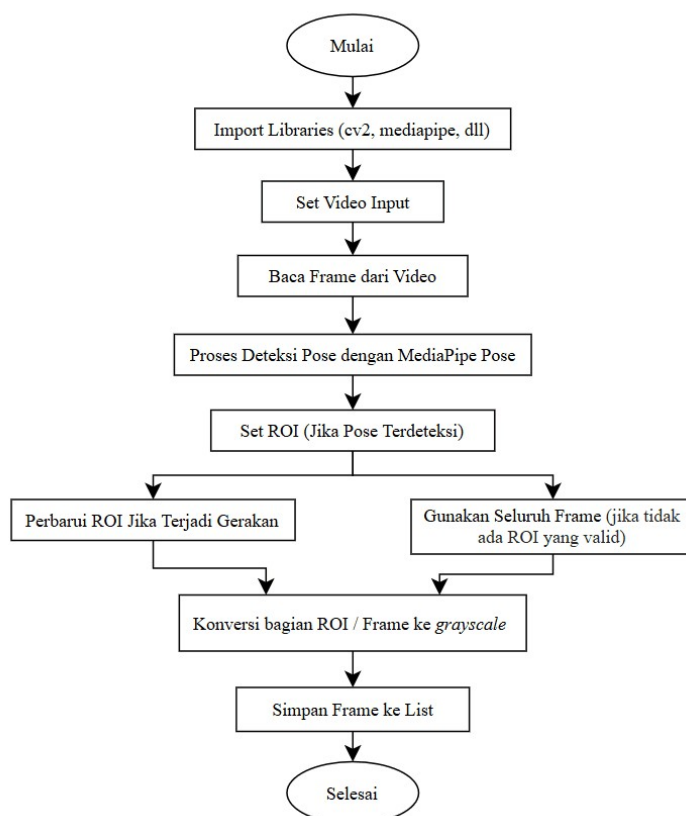 Mulai
Import Libraries (cv2, mediapipe, dll)
Set Video Input
Baca Frame dari Video
Proses Deteksi Pose dengan MediaPipe Pose
Set ROI (Jika Pose Terdeteksi)
Perbarui ROI Jika Terjadi Gerakan
Gunakan Seluruh Frame (jika tidak
ada ROI yang valid)
Konversi bagian ROI / Frame ke grayscale
Simpan Frame ke List
Selesai